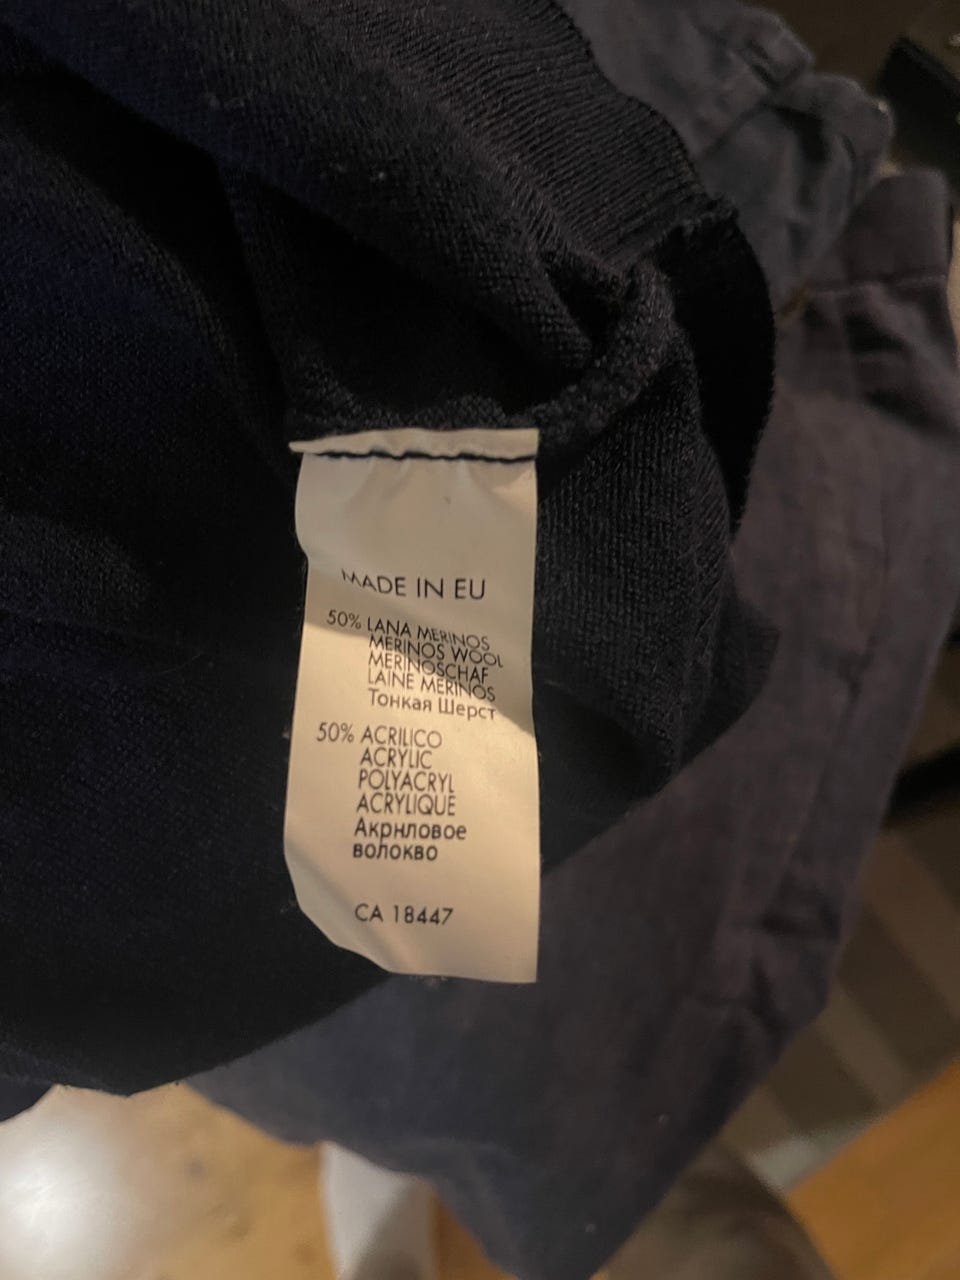 MADE IN EU
50% LANA MERINOS
MERINOS WOOL
MERINOSCHAF
LAINE MERINOS
Тонкая Шерст
50% ACRILICO
ACRYLIC
POLYACRYL
ACRYLIQUE
Акрнловое
волокво
CA 18447